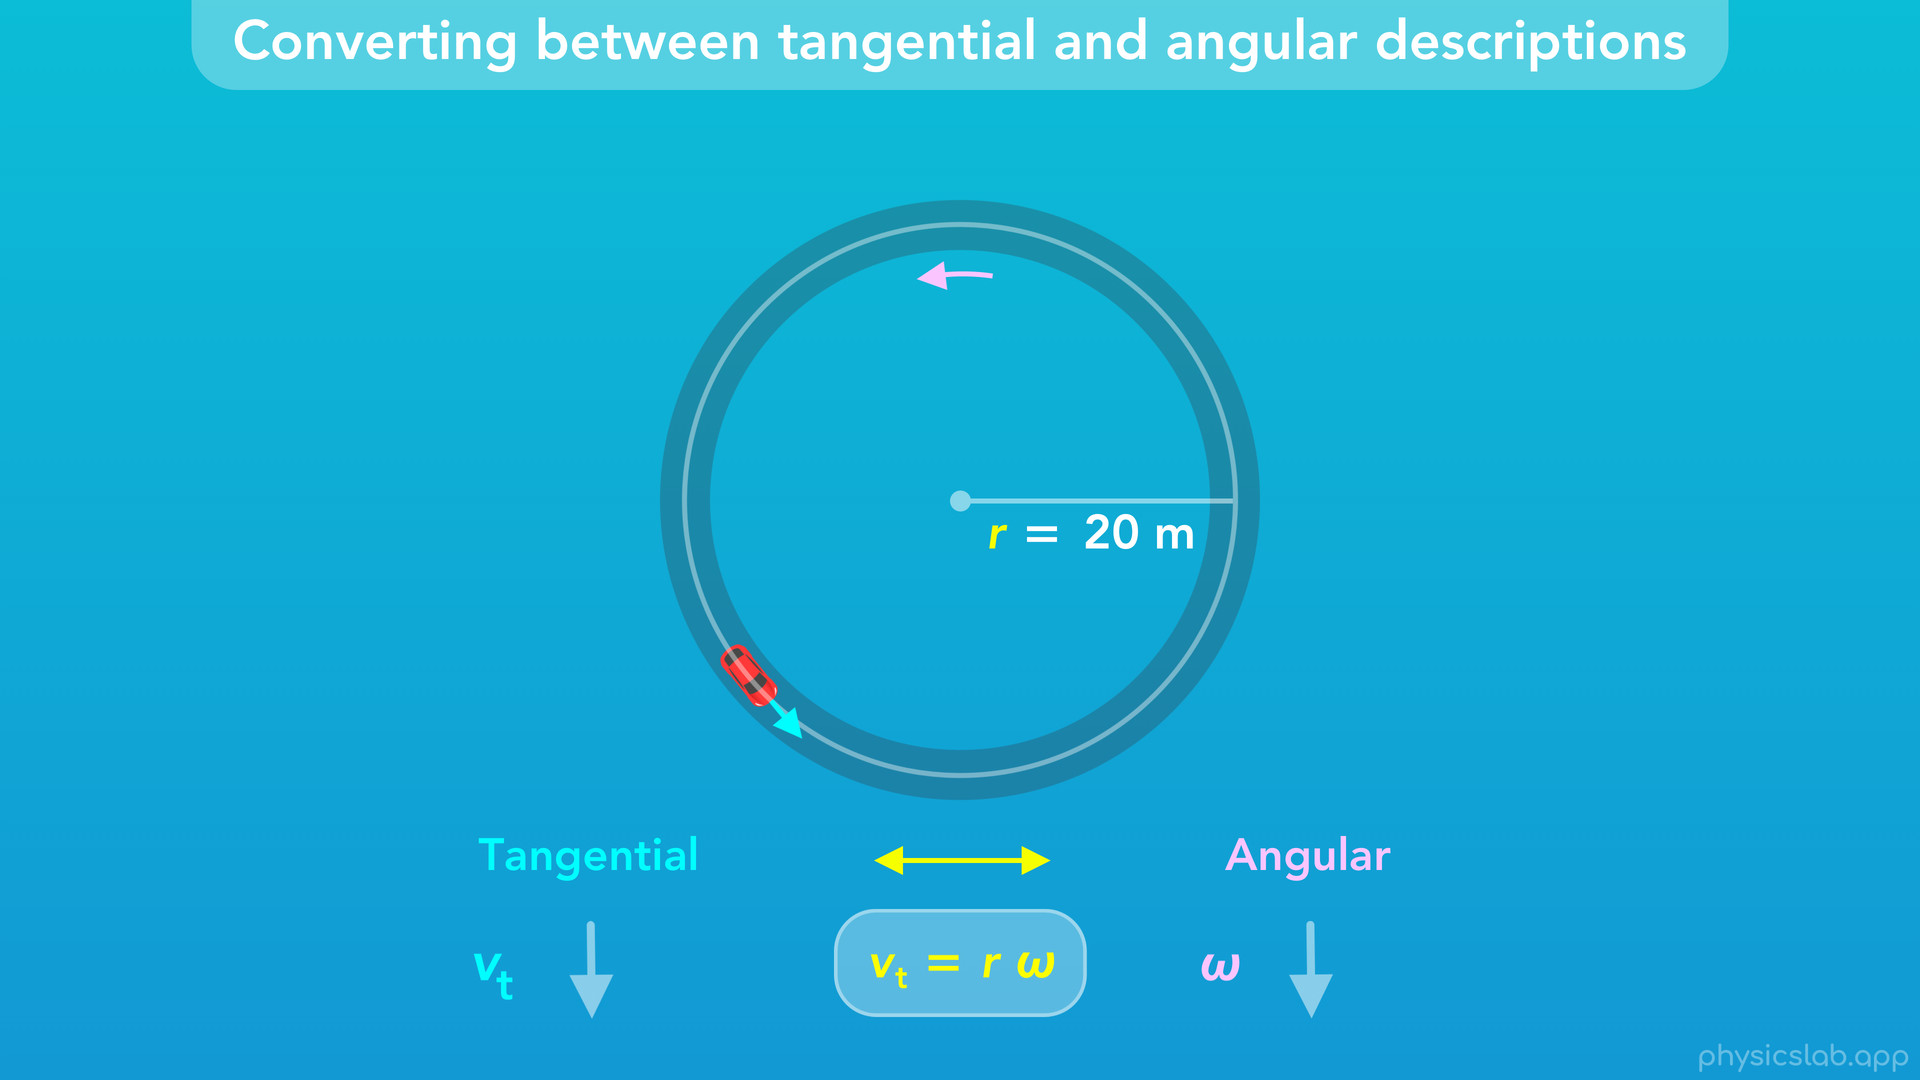 Converting between tangential and angular descriptions
r = 20 m
Tangential
Angular
vt
vt = r ω
ω
physicslab.app